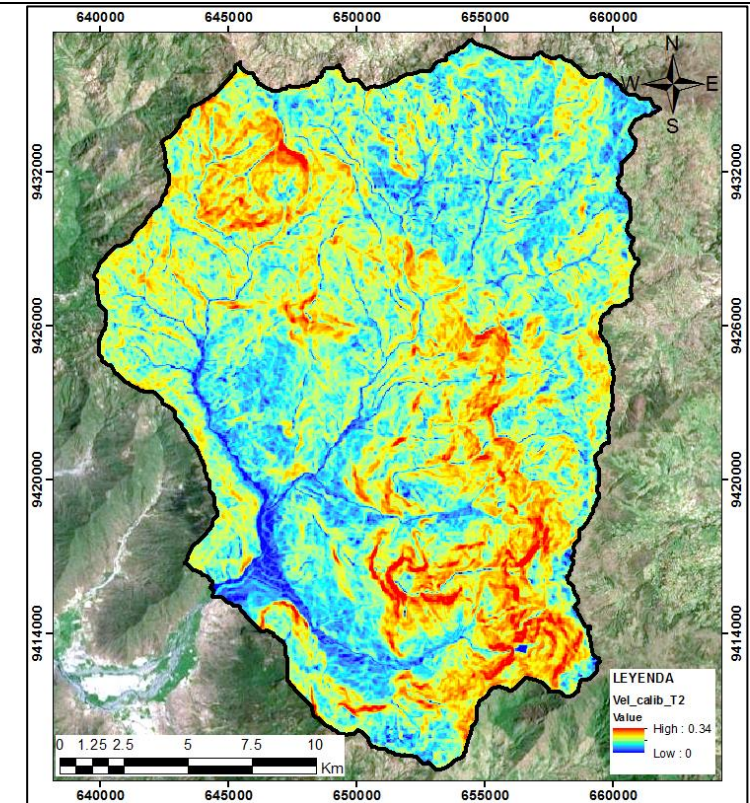 640000 645000 650000 655000 660000
N
W E
S
9432000 9432000
9426000 9426000
9420000 9420000
9414000 9414000
LEYENDA
Vel_calib_T2
Value
High : 0.34
Low : 0
0 1.25 2.5 5 7.5 10
Km
640000 645000 650000 655000 660000